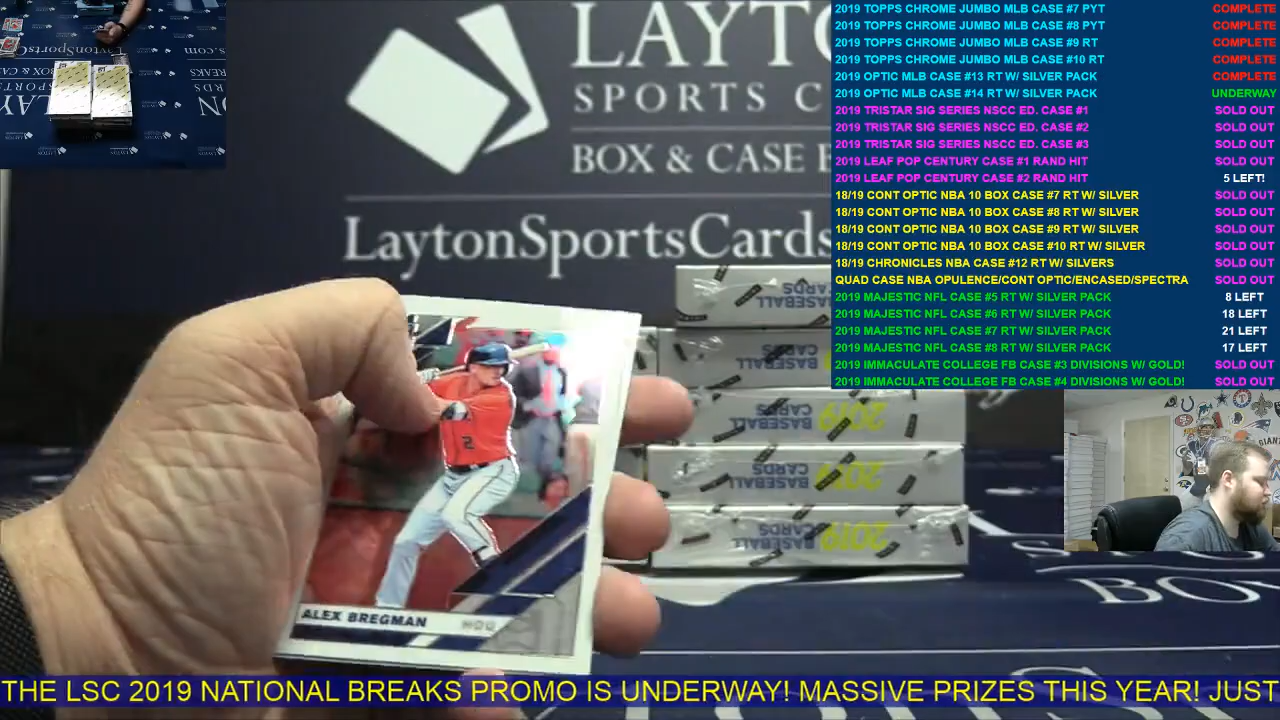 LAYTON
SPORTS C
BOX & CASE
LaytonSportsCards
2019 TOPPS CHROME JUMBO MLB CASE #7 PYT COMPLETE
2019 TOPPS CHROME JUMBO MLB CASE #8 PYT COMPLETE
2019 TOPPS CHROME JUMBO MLB CASE #9 RT COMPLETE
2019 TOPPS CHROME JUMBO MLB CASE #10 RT COMPLETE
2019 OPTIC MLB CASE #13 RT W/ SILVER PACK COMPLETE
2019 OPTIC MLB CASE #14 RT W/ SILVER PACK UNDERWAY
2019 TRISTAR SIG SERIES NSCC ED. CASE #1 SOLD OUT
2019 TRISTAR SIG SERIES NSCC ED. CASE #2 SOLD OUT
2019 TRISTAR SIG SERIES NSCC ED. CASE #3 SOLD OUT
2019 LEAF POP CENTURY CASE #1 RAND HIT SOLD OUT
2019 LEAF POP CENTURY CASE #2 RAND HIT 5 LEFT!
18/19 CONT OPTIC NBA 10 BOX CASE #7 RT W/ SILVER SOLD OUT
18/19 CONT OPTIC NBA 10 BOX CASE #8 RT W/ SILVER SOLD OUT
18/19 CONT OPTIC NBA 10 BOX CASE #9 RT W/ SILVER SOLD OUT
18/19 CONT OPTIC NBA 10 BOX CASE #10 RT W/ SILVER SOLD OUT
18/19 CHRONICLES NBA CASE #12 RT W/ SILVERS SOLD OUT
QUAD CASE NBA OPULENCE/CONT OPTIC/ENCASED/SPECTRA SOLD OUT
2019 MAJESTIC NFL CASE #5 RT W/ SILVER PACK 8 LEFT
2019 MAJESTIC NFL CASE #6 RT W/ SILVER PACK 18 LEFT
2019 MAJESTIC NFL CASE #7 RT W/ SILVER PACK 21 LEFT
2019 MAJESTIC NFL CASE #8 RT W/ SILVER PACK 17 LEFT
2019 IMMACULATE COLLEGE FB CASE #3 DIVISIONS W/ GOLD! SOLD OUT
2019 IMMACULATE COLLEGE FB CASE #4 DIVISIONS W/ GOLD! SOLD OUT
BASEBALL CARDS
BASEBALL CARDS
2019 BASEBALL CARDS
2019 BASEBALL CARDS
2019 BASEBALL CARDS
2
ALEX BREGMAN HOU
THE LSC 2019 NATIONAL BREAKS PROMO IS UNDERWAY! MASSIVE PRIZES THIS YEAR! JUST